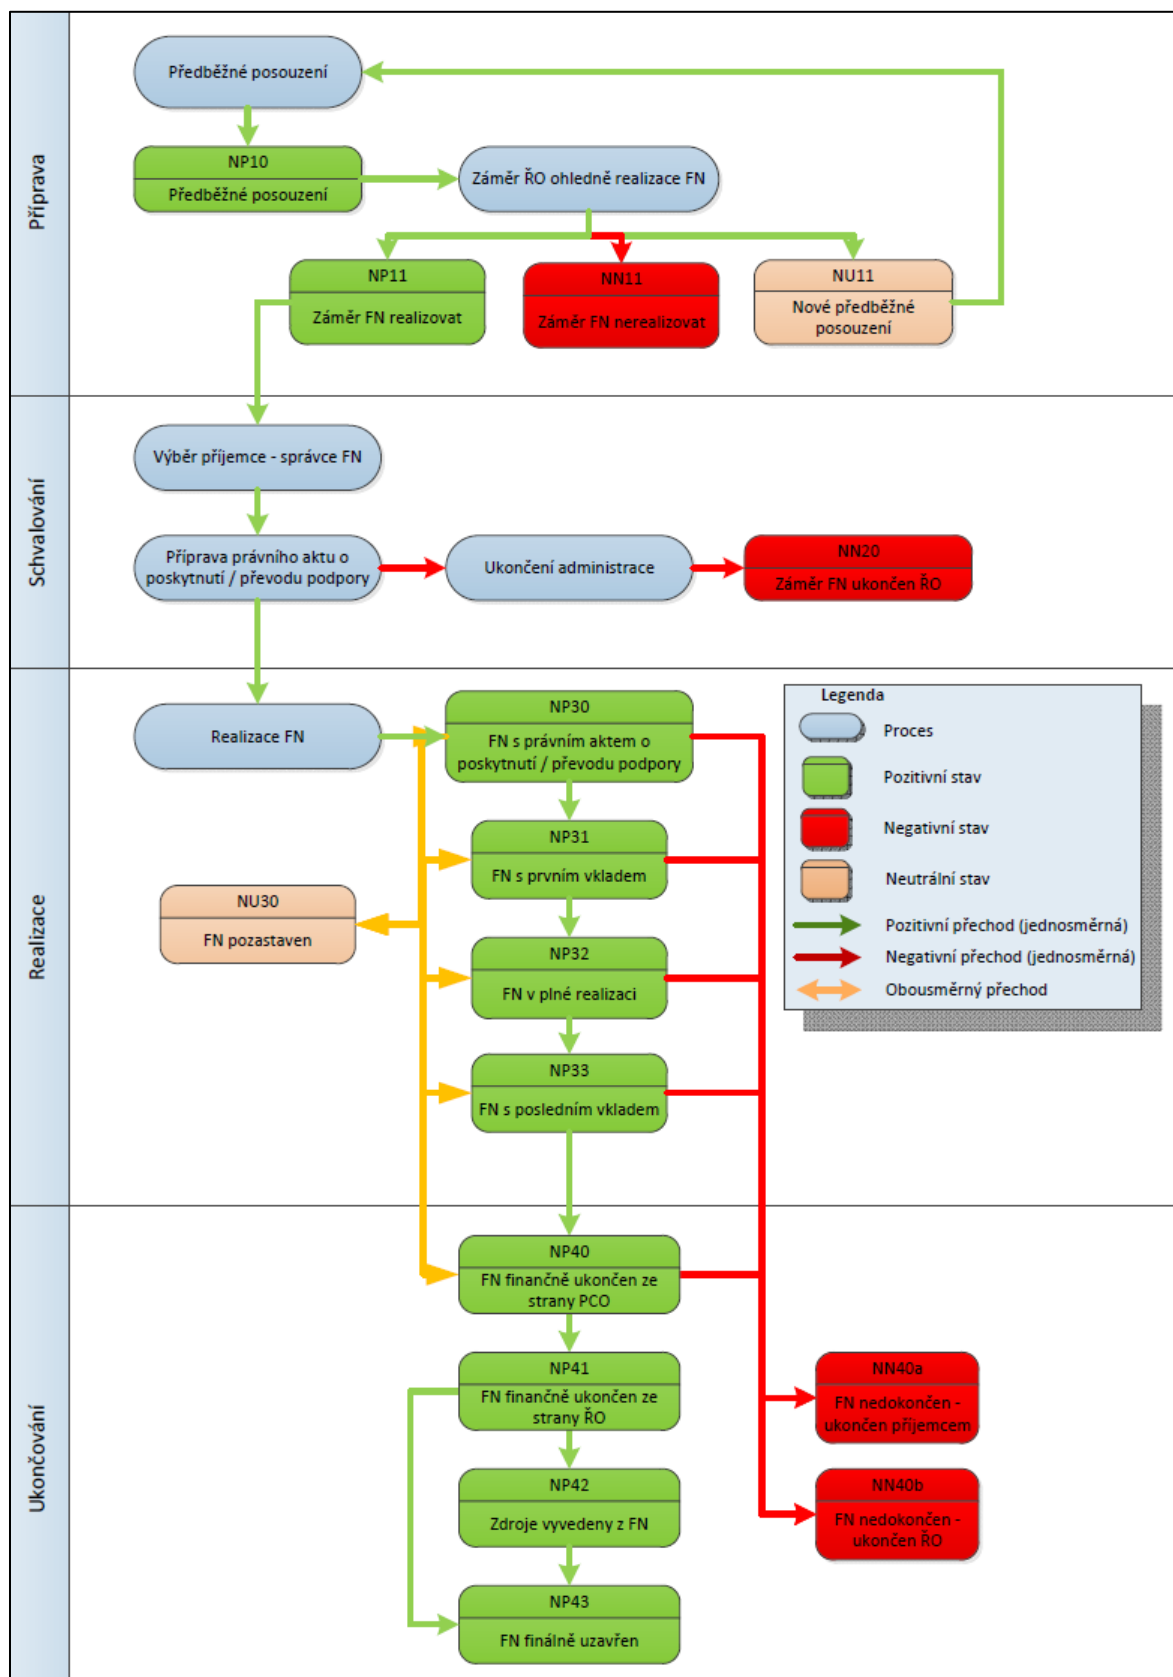 Příprava
Předběžné posouzení
NP10
Předběžné posouzení
Záměr ŘO ohledně realizace FN
NP11
Záměr FN realizovat
NN11
Záměr FN nerealizovat
NU11
Nové předběžné
posouzení
Schvalování
Výběr příjemce - správce FN
Příprava právního aktu o
poskytnutí / převodu podpory
Ukončení administrace
NN20
Záměr FN ukončen ŘO
Realizace
Realizace FN
NP30
FN s právním aktem o
poskytnutí / převodu podpory
NP31
FN s prvním vkladem
NU30
FN pozastaven
NP32
FN v plné realizaci
NP33
FN s posledním vkladem
Legenda
Proces
Pozitivní stav
Negativní stav
Neutrální stav
Pozitivní přechod (jednosměrná)
Negativní přechod (jednosměrná)
Obousměrný přechod
Ukončování
NP40
FN finančně ukončen ze
strany PCO
NP41
FN finančně ukončen ze
strany ŘO
NN40a
FN nedokončen -
ukončen příjemcem
NP42
Zdroje vyvedeny z FN
NN40b
FN nedokončen -
ukončen ŘO
NP43
FN finálně uzavřen